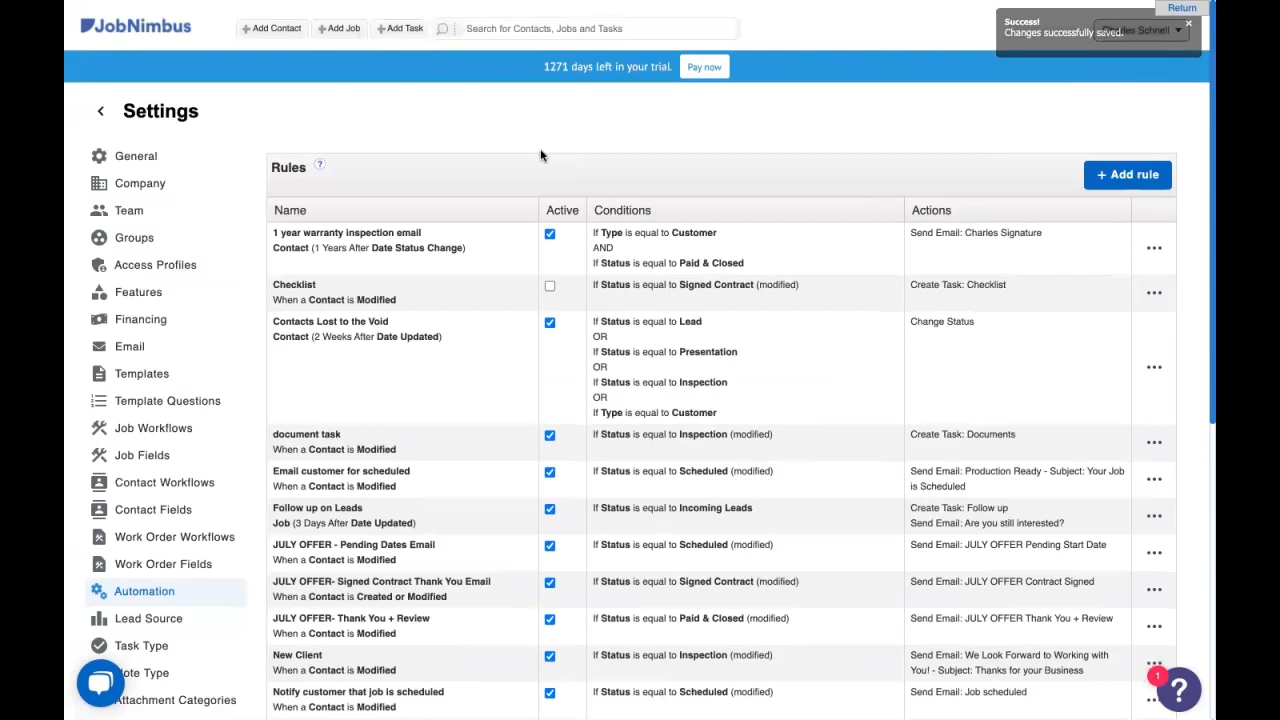 Return
JobNimbus
+ Add Contact
+ Add Job
+ Add Task
Search for Contacts, Jobs and Tasks
Success!
Changes successfully saved.
×
Charles Schnell
1271 days left in your trial.
Pay now
Settings
General
Company
Team
Groups
Access Profiles
Features
Financing
Email
Templates
Template Questions
Job Workflows
Job Fields
Contact Workflows
Contact Fields
Work Order Workflows
Work Order Fields
Automation
Lead Source
Task Type
ote Type
Attachment Categories
Rules ?
+ Add rule
Name Active Conditions Actions
1 year warranty inspection email
Contact (1 Years After Date Status Change)
If Type is equal to Customer
AND
If Status is equal to Paid & Closed
Send Email: Charles Signature
Checklist
When a Contact is Modified
If Status is equal to Signed Contract (modified)
Create Task: Checklist
Contacts Lost to the Void
Contact (2 Weeks After Date Updated)
If Status is equal to Lead
OR
If Status is equal to Presentation
OR
If Status is equal to Inspection
OR
If Type is equal to Customer
Change Status
document task
When a Contact is Modified
If Status is equal to Inspection (modified)
Create Task: Documents
Email customer for scheduled
When a Contact is Modified
If Status is equal to Scheduled (modified)
Send Email: Production Ready - Subject: Your Job
is Scheduled
Follow up on Leads
Job (3 Days After Date Updated)
If Status is equal to Incoming Leads
Create Task: Follow up
Send Email: Are you still interested?
JULY OFFER - Pending Dates Email
When a Contact is Modified
If Status is equal to Scheduled (modified)
Send Email: JULY OFFER Pending Start Date
JULY OFFER- Signed Contract Thank You Email
When a Contact is Created or Modified
If Status is equal to Signed Contract (modified)
Send Email: JULY OFFER Contract Signed
JULY OFFER- Thank You + Review
When a Contact is Modified
If Status is equal to Paid & Closed (modified)
Send Email: JULY OFFER Thank You + Review
New Client
When a Contact is Modified
If Status is equal to Inspection (modified)
Send Email: We Look Forward to Working with
You! - Subject: Thanks for your Business
Notify customer that job is scheduled
When a Contact is Modified
If Status is equal to Scheduled (modified)
Send Email: Job scheduled
1
?